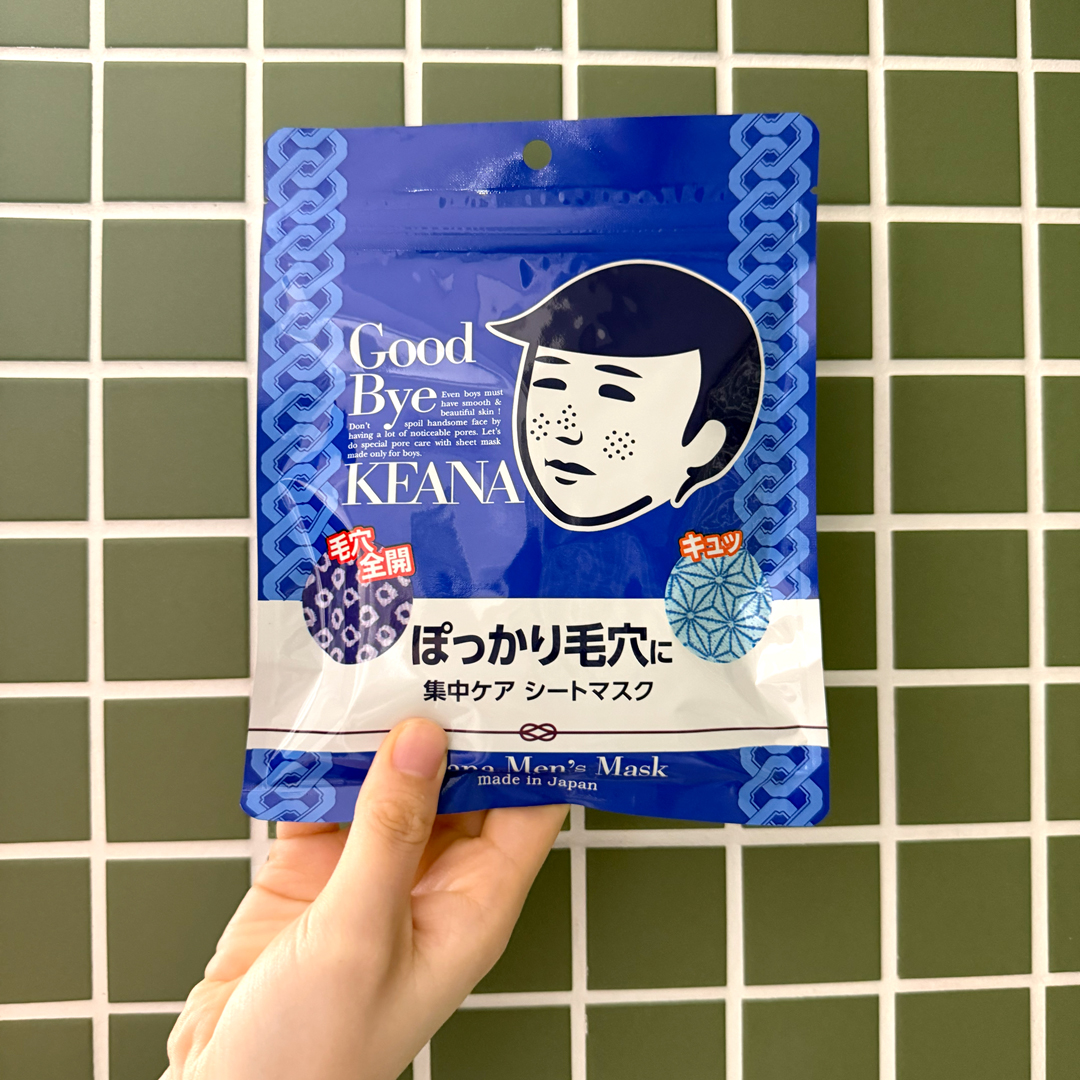 Good
Bye
Even boys must
have smooth &
beautiful skin !
Don't spoil handsome face by
having a lot of noticeable pores. Let's
do special pore care with sheet mask
made only for boys.
KEANA
毛穴
全開
キュッ
ぽっかり毛穴に
集中ケア シートマスク
Men's Mask
made in Japan